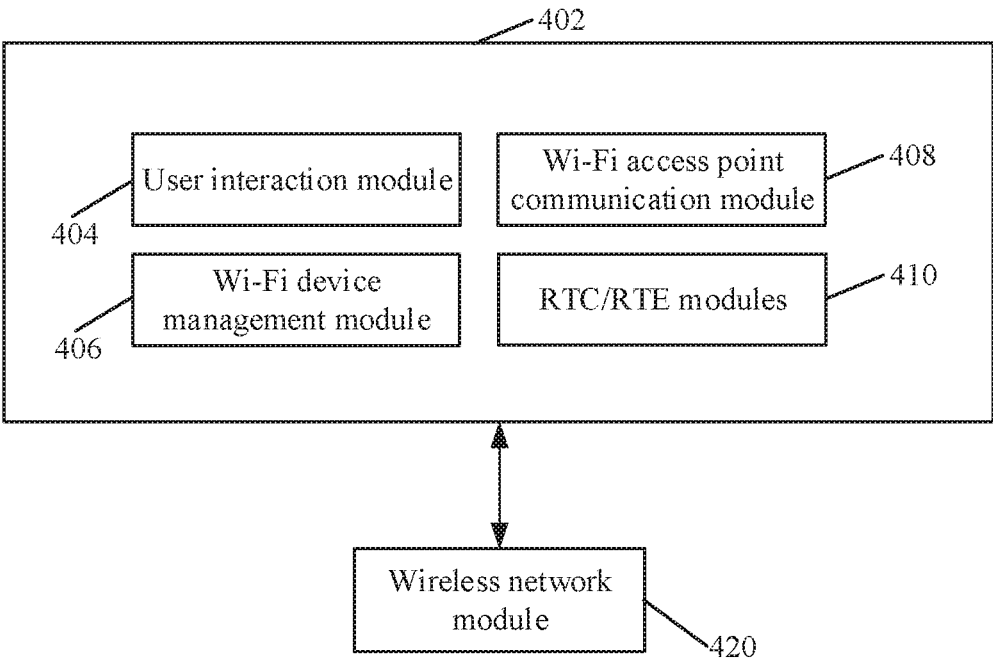 402
User interaction module
404
Wi-Fi access point
communication module
408
Wi-Fi device
management module
406
RTC/RTE modules
410
Wireless network
module
420